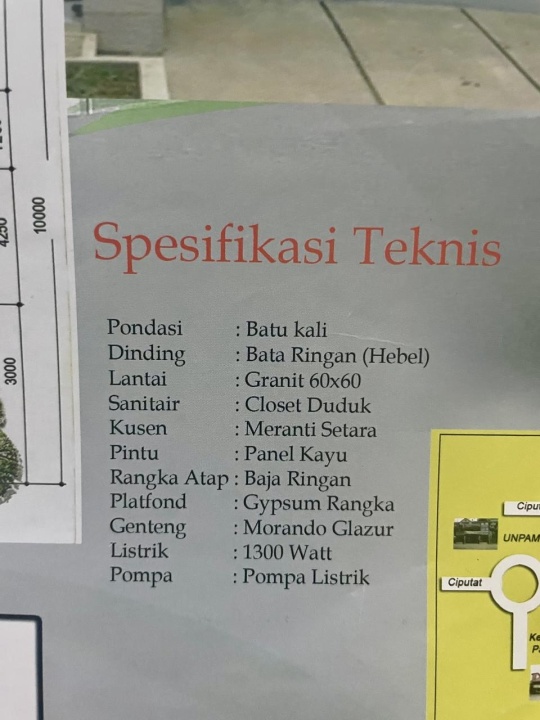 10000
4250
3000
Spesifikasi Teknis
Pondasi : Batu kali
Dinding : Bata Ringan (Hebel)
Lantai : Granit 60x60
Sanitair : Closet Duduk
Kusen : Meranti Setara
Pintu : Panel Kayu
Rangka Atap : Baja Ringan
Platfond : Gypsum Rangka
Genteng : Morando Glazur
Listrik : 1300 Watt
Pompa : Pompa Listrik
UNPAM
Ciputat